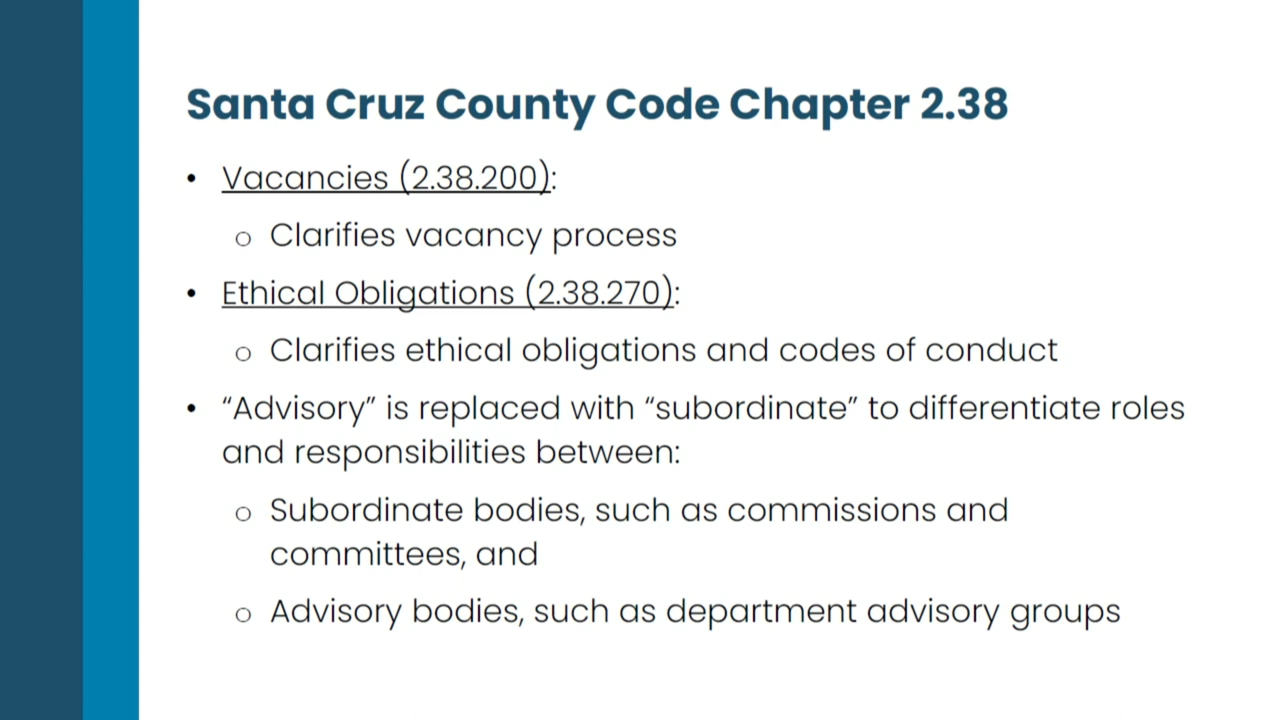 Santa Cruz County Code Chapter 2.38
• Vacancies (2.38.200):
o Clarifies vacancy process
• Ethical Obligations (2.38.270):
o Clarifies ethical obligations and codes of conduct
• “Advisory” is replaced with “subordinate” to differentiate roles
and responsibilities between:
o Subordinate bodies, such as commissions and
committees, and
o Advisory bodies, such as department advisory groups